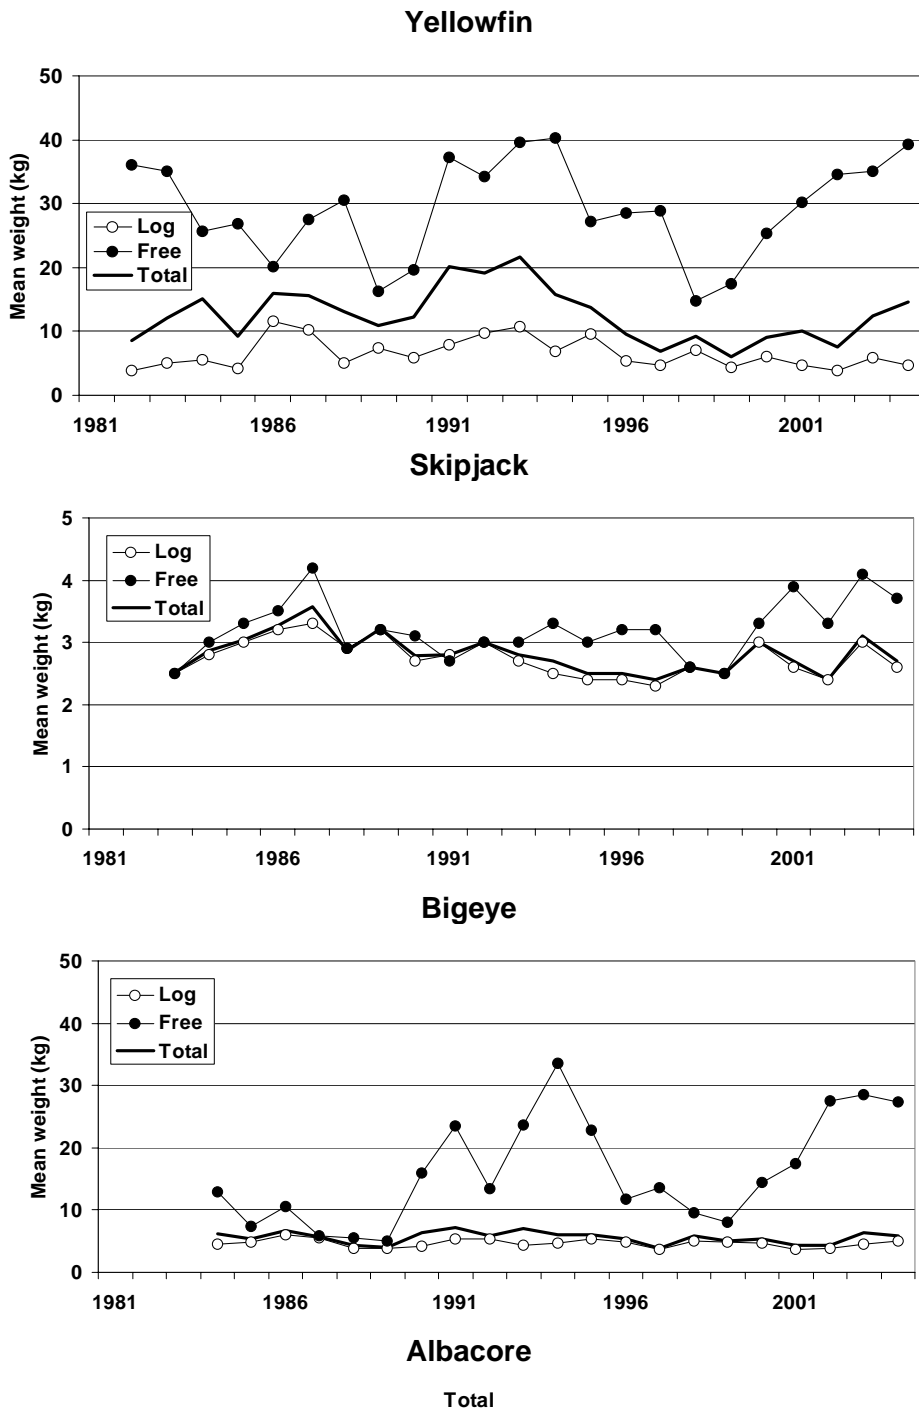 Yellowfin
50
40
30
20
10
0
Mean weight (kg)
Log
Free
Total
1981 1986 1991 1996 2001
Skipjack
5
4
3
2
1
0
Mean weight (kg)
Log
Free
Total
1981 1986 1991 1996 2001
Bigeye
50
40
30
20
10
0
Mean weight (kg)
Log
Free
Total
1981 1986 1991 1996 2001
Albacore
Total